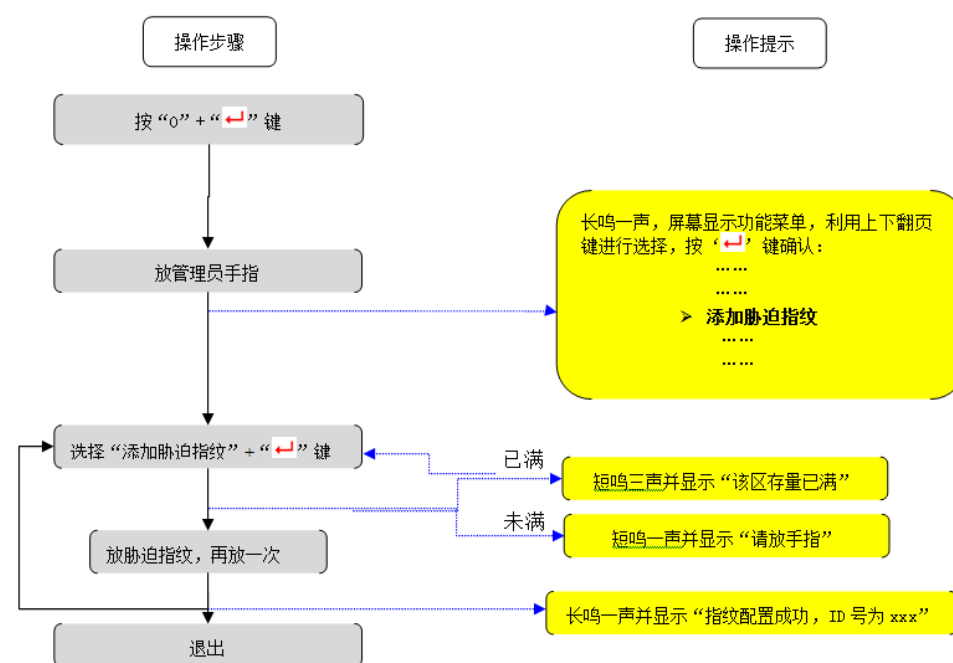 操作步骤
操作提示
按“0”+“↵”键
长鸣一声，屏幕显示功能菜单，利用上下翻页
键进行选择，按‘↵’键确认：
……
……
➢ 添加胁迫指纹
……
……
放管理员手指
选择“添加胁迫指纹”+“↵”键
已满
短鸣三声并显示“该区存量已满”
未满
短鸣一声并显示“请放手指”
放胁迫指纹，再放一次
长鸣一声并显示“指纹配置成功，ID 号为 xxx”
退出